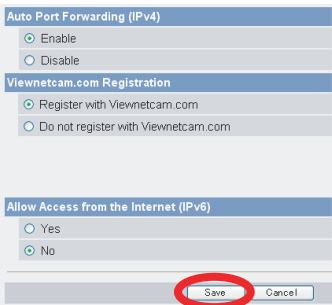 Auto Port Forwarding (IPv4)
Enable
Disable
Viewnetcam.com Registration
Register with Viewnetcam.com
Do not register with Viewnetcam.com
Allow Access from the Internet (IPv6)
Yes
No
Save Cancel